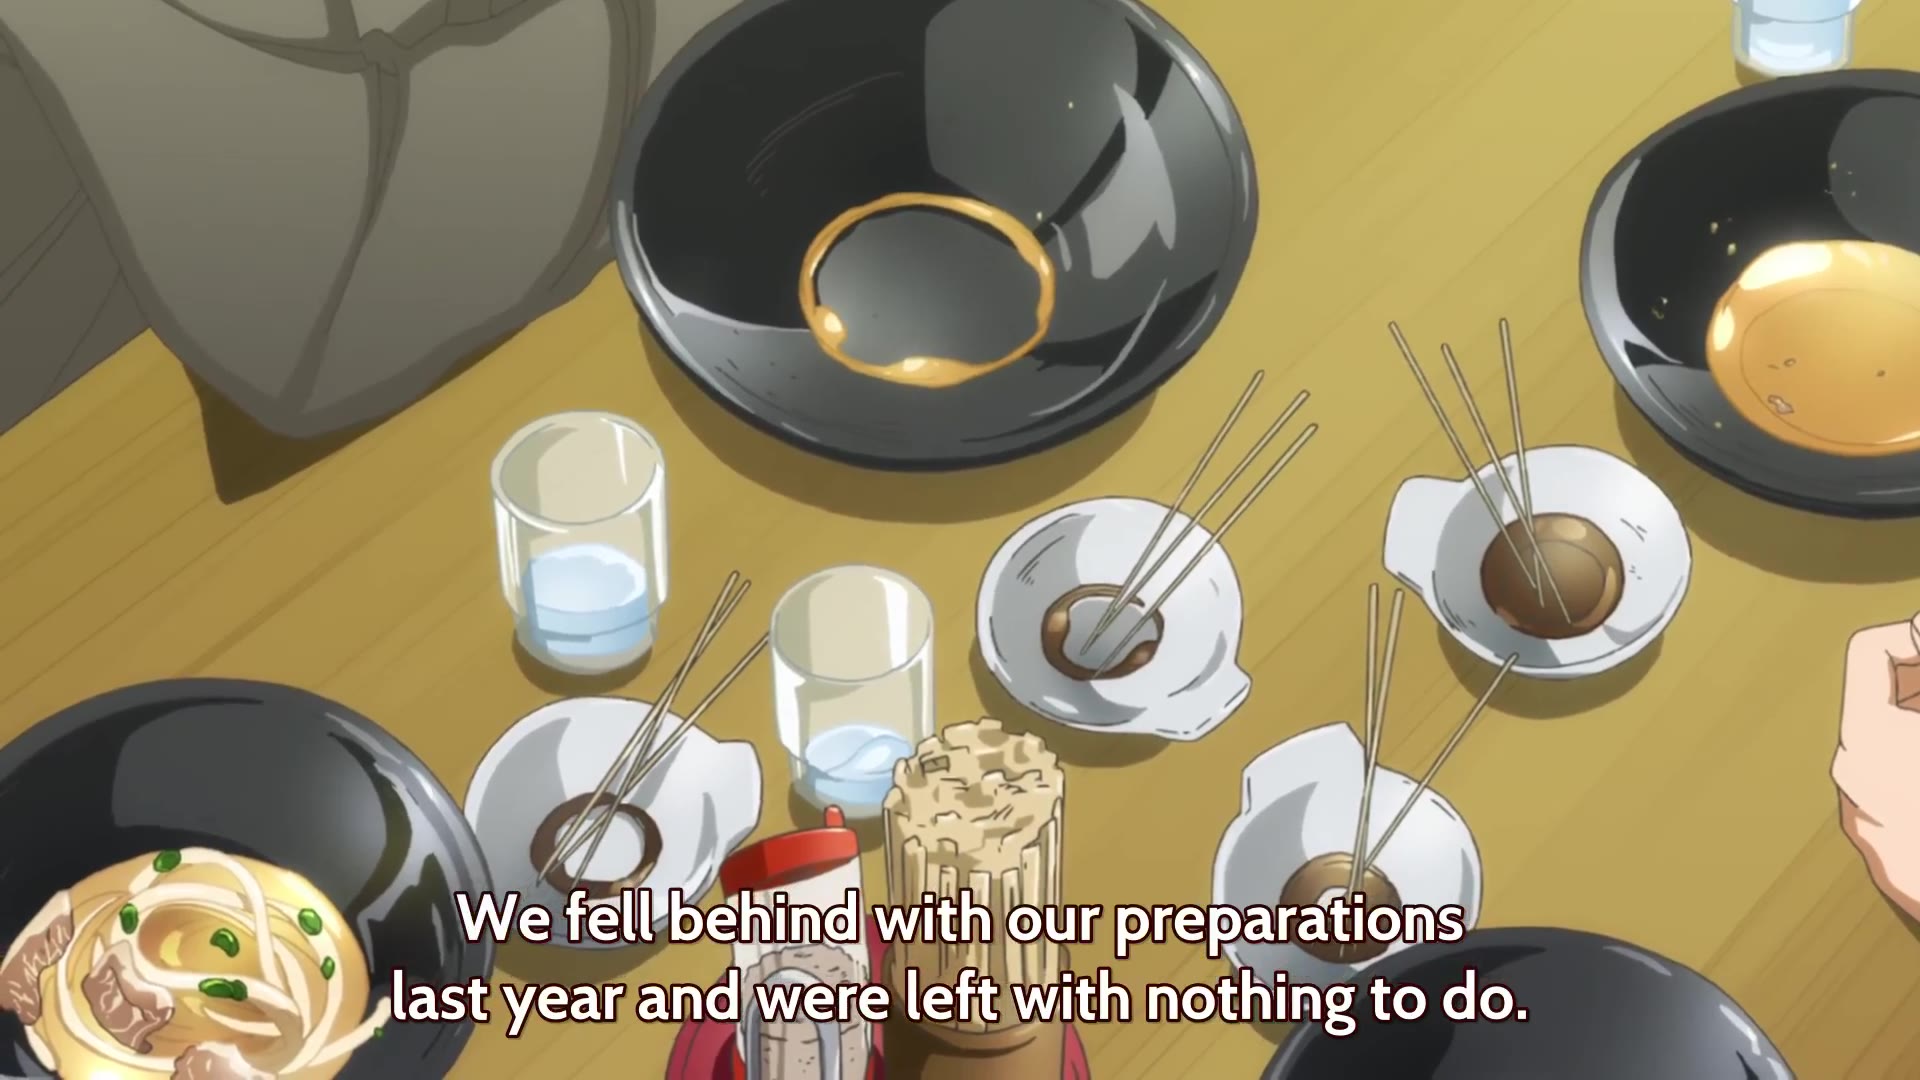 We fell behind with our preparations
last year and were left with nothing to do.